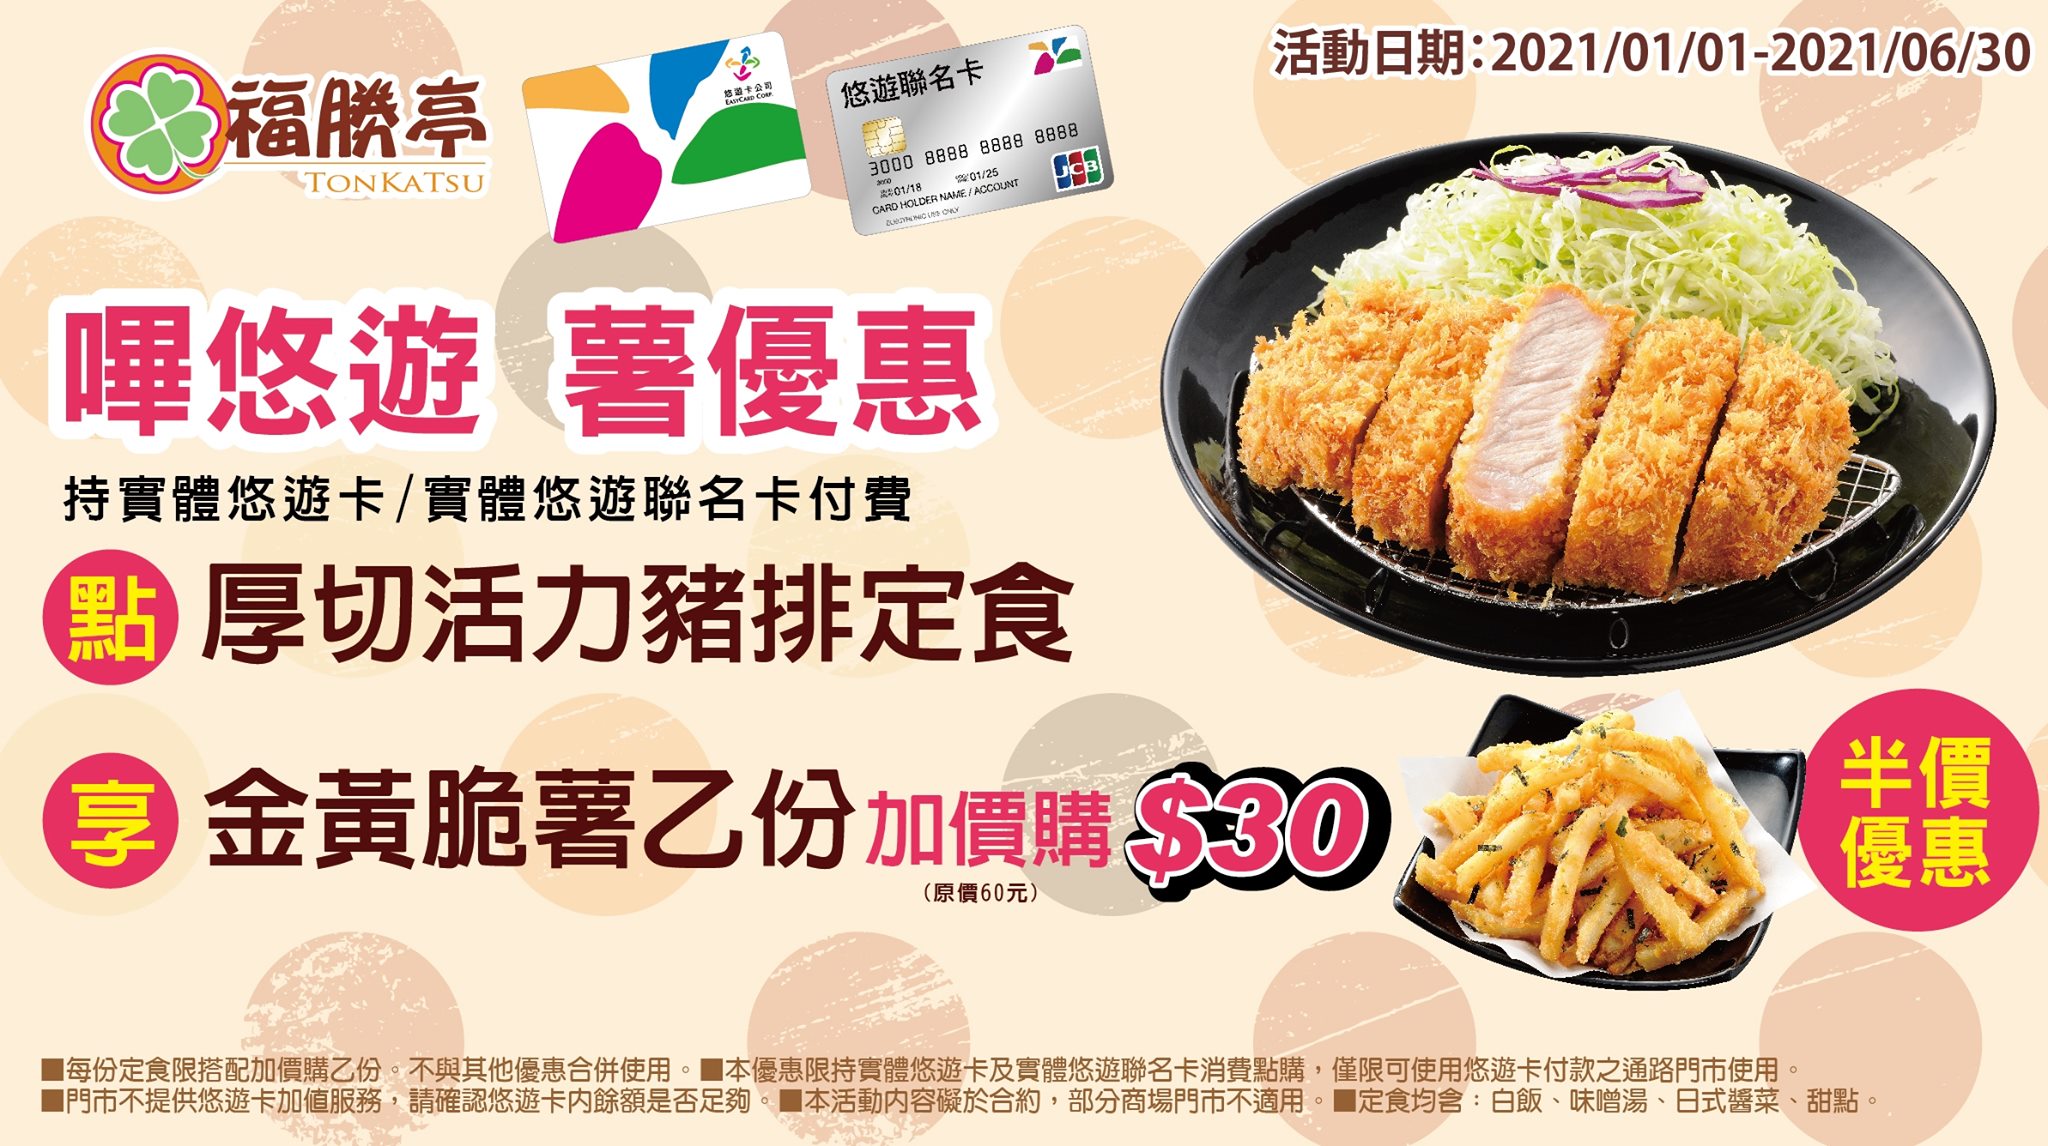 福勝亭
TONKATSU
悠遊卡公司
EASYCARD CORP.
悠遊聯名卡
3000 8888 8888 8888
3000
01/18 01/25
CARD HOLDER NAME / ACCOUNT
ELECTRONIC USE ONLY
JCB
活動日期：2021/01/01-2021/06/30
嗶悠遊 薯優惠
持實體悠遊卡/實體悠遊聯名卡付費
點 厚切活力豬排定食
享 金黃脆薯乙份加價購$30
（原價60元）
半價
優惠
■每份定食限搭配加價購乙份。不與其他優惠合併使用。■本優惠限持實體悠遊卡及實體悠遊聯名卡消費點購，僅限可使用悠遊卡付款之通路門市使用。
■門市不提供悠遊卡加值服務，請確認悠遊卡內餘額是否足夠。■本活動內容礙於合約，部分商場門市不適用。■定食均含：白飯、味噌湯、日式醬菜、甜點。